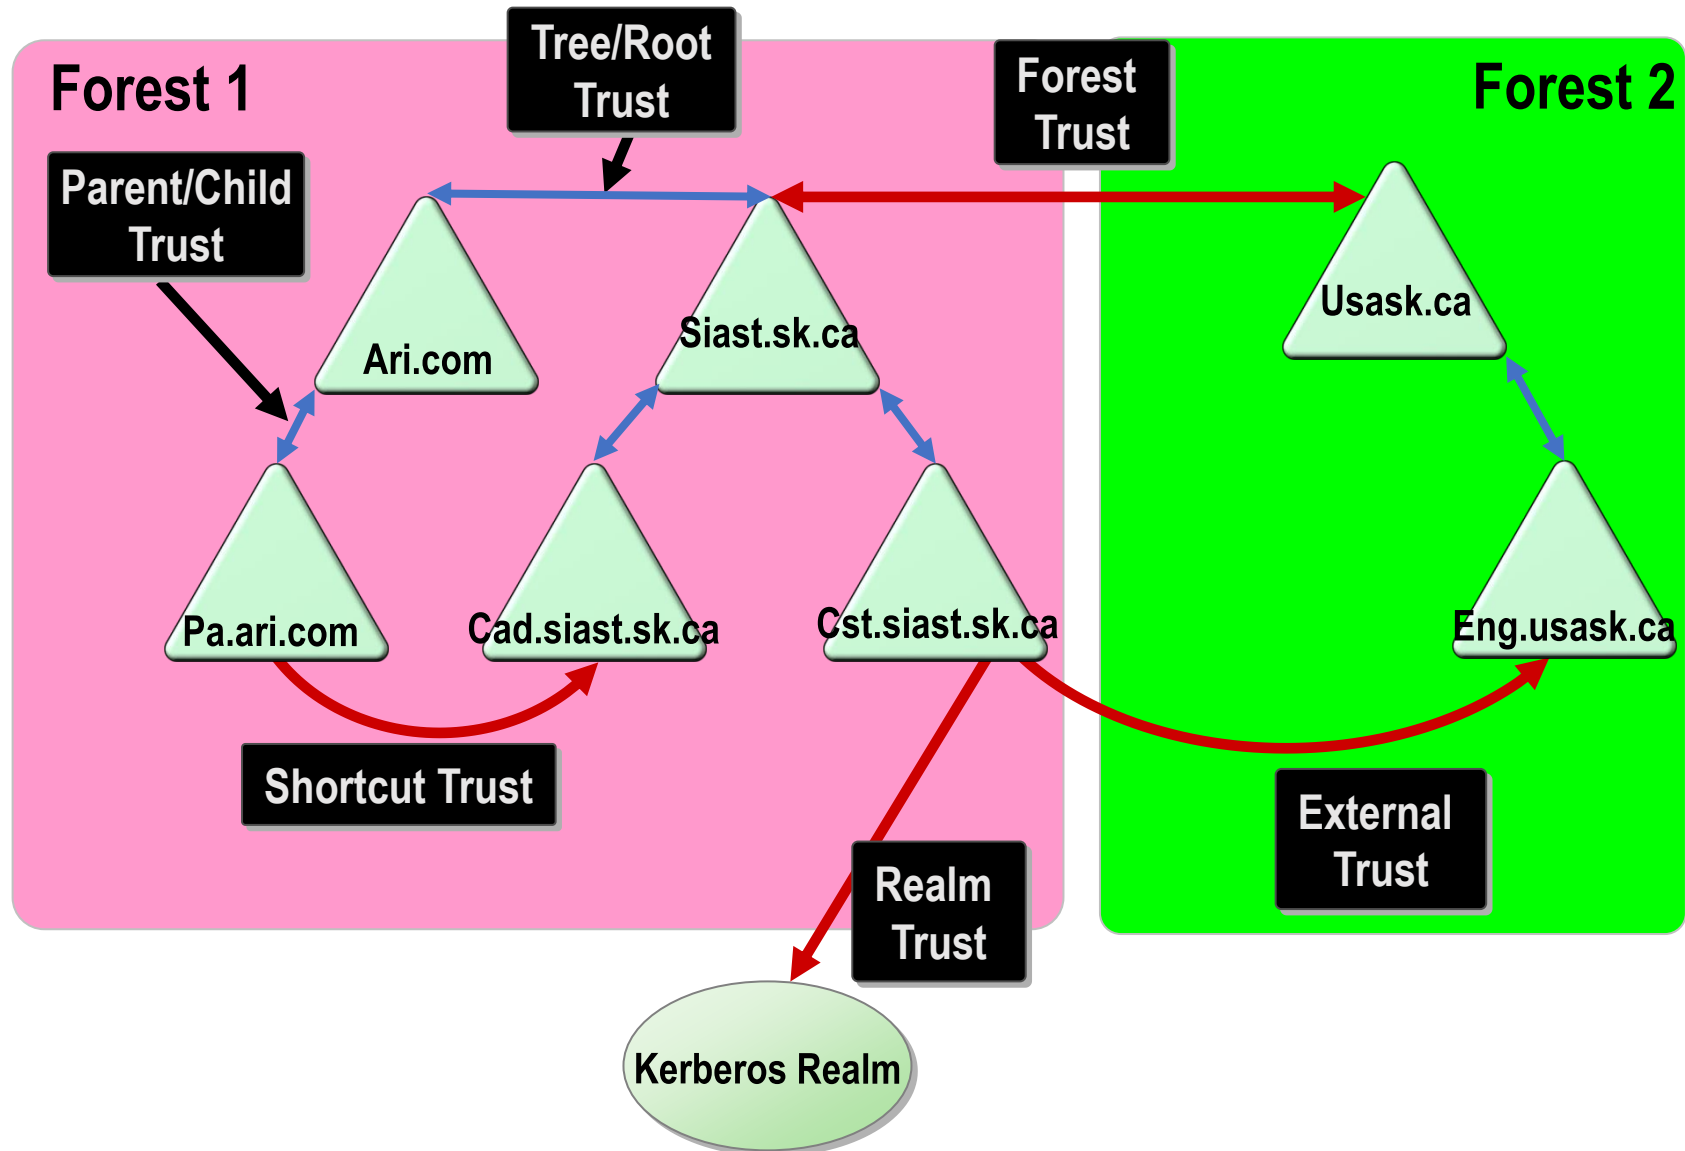 Tree/Root
Trust
Forest
Trust
Forest 1
Forest 2
Parent/Child
Trust
Ari.com
Siast.sk.ca
Usask.ca
Pa.ari.com
Cad.siast.sk.ca
Cst.siast.sk.ca
Eng.usask.ca
Shortcut Trust
External
Trust
Realm
Trust
Kerberos Realm